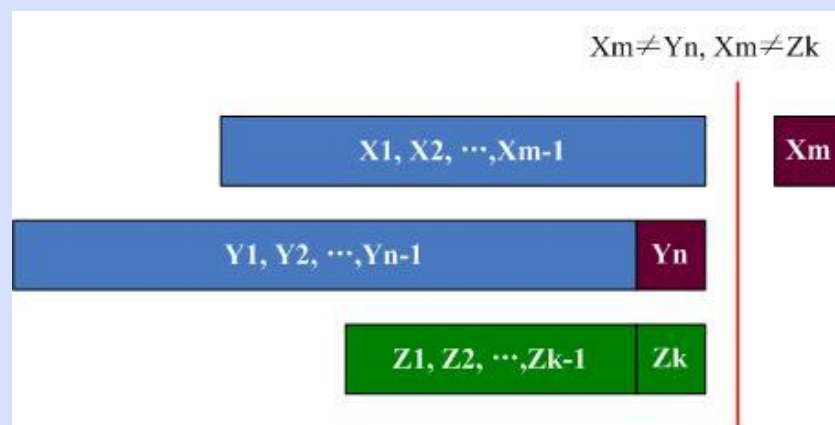 Xm≠Yn, Xm≠Zk
X1, X2, ···,Xm-1 Xm
Y1, Y2, ···,Yn-1 Yn
Z1, Z2, ···,Zk-1 Zk